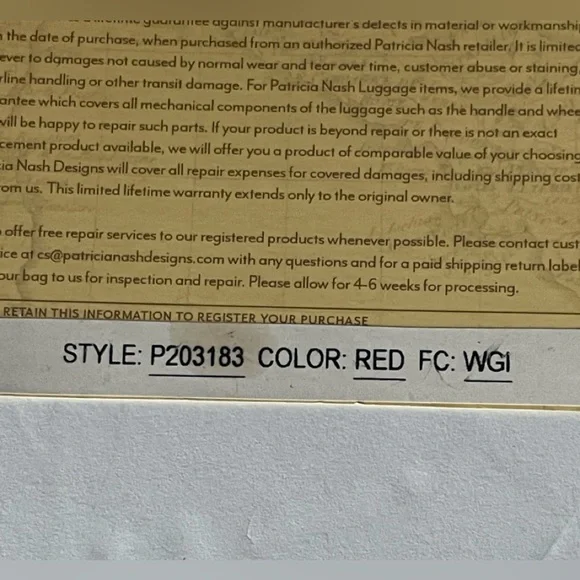 guarantee against manufacturer's defects in material or workmanship
the date of purchase, when purchased from an authorized Patricia Nash retailer. It is limited
ever to damages not caused by normal wear and tear over time, customer abuse or staining,
rline handling or other transit damage. For Patricia Nash Luggage items, we provide a lifetim
antee which covers all mechanical components of the luggage such as the handle and whee
will be happy to repair such parts. If your product is beyond repair or there is not an exact
cement product available, we will offer you a product of comparable value of your choosing
cia Nash Designs will cover all repair expenses for covered damages, including shipping cost
rom us. This limited lifetime warranty extends only to the original owner.
offer free repair services to our registered products whenever possible. Please contact cust
ice at cs@patricianashdesigns.com with any questions and for a paid shipping return label
our bag to us for inspection and repair. Please allow for 4-6 weeks for processing.
RETAIN THIS INFORMATION TO REGISTER YOUR PURCHASE
STYLE: P203183 COLOR: RED FC: WGI